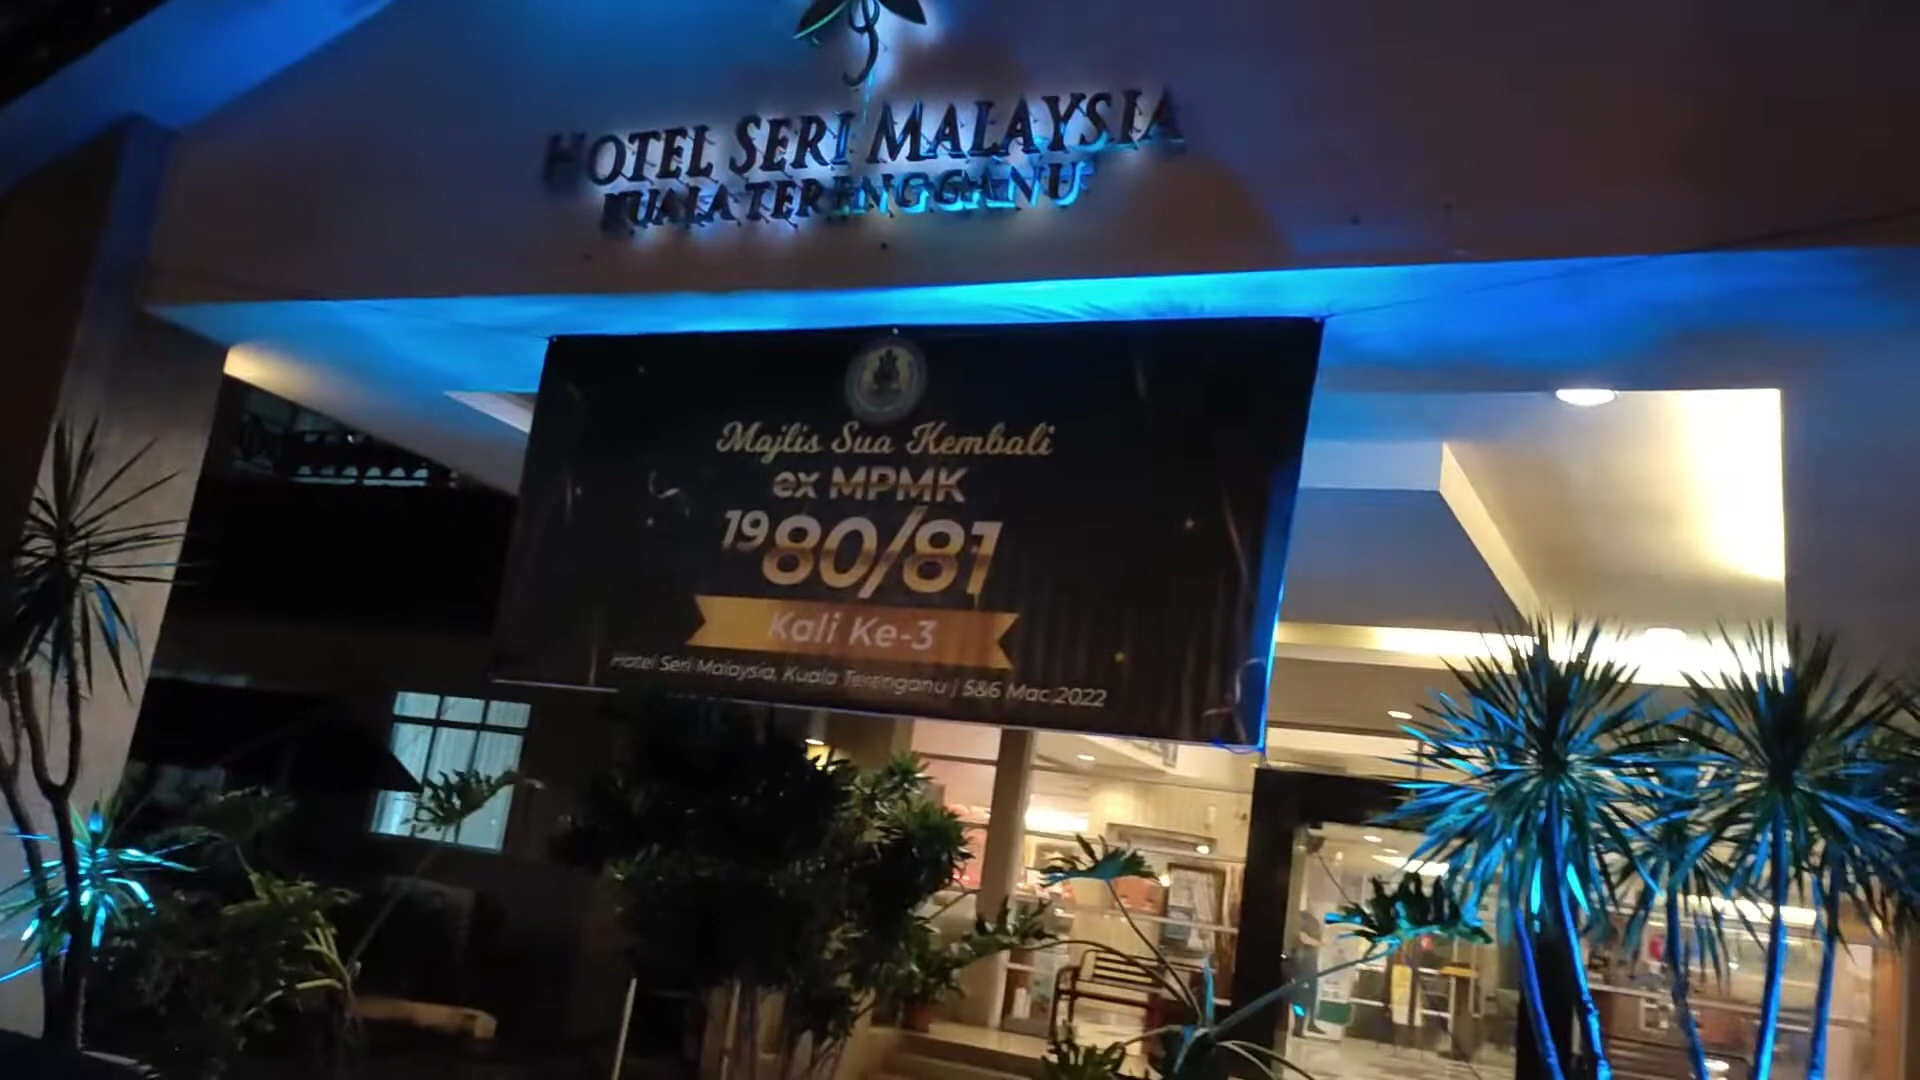 HOTEL SERI MALAYSIA
KUALA TERENGGANU
Majlis Sua Kembali
ex MPMK
1980/81
Kali Ke-3
Hotel Seri Malaysia, Kuala Terengganu | 5&6 Mac 2022